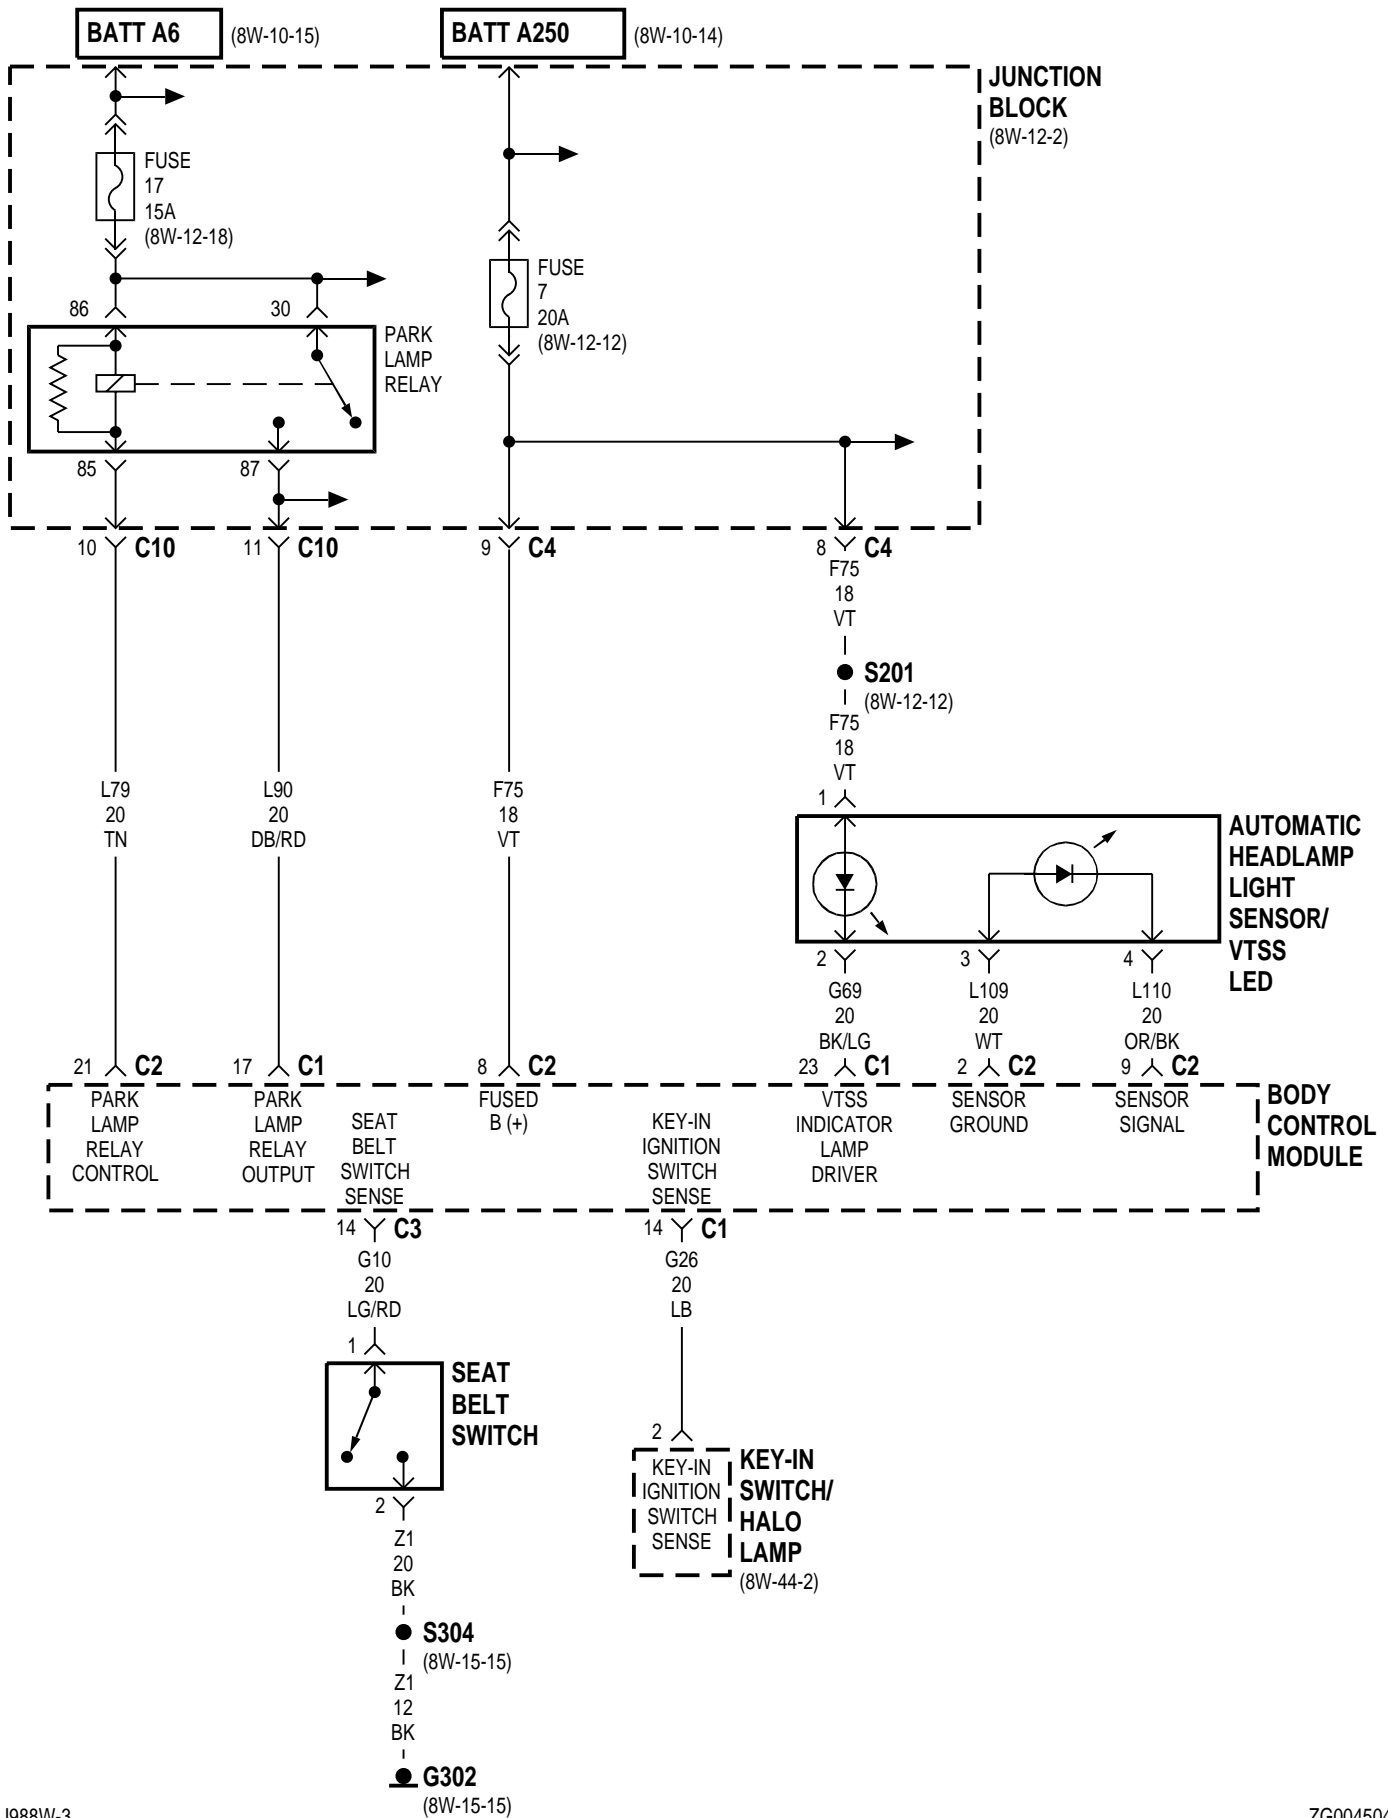 BATT A6
(8W-10-15)
BATT A250
(8W-10-14)
JUNCTION
BLOCK
(8W-12-2)
FUSE
17
15A
(8W-12-18)
FUSE
7
20A
(8W-12-12)
86
30
PARK
LAMP
RELAY
85
87
10
C10
11
C10
9
C4
8
C4
F75
18
VT
S201
(8W-12-12)
F75
18
VT
L79
20
TN
L90
20
DB/RD
F75
18
VT
1
AUTOMATIC
HEADLAMP
LIGHT
SENSOR/
VTSS
LED
2
3
4
G69
20
BK/LG
L109
20
WT
L110
20
OR/BK
21
C2
17
C1
8
C2
23
C1
2
C2
9
C2
PARK
LAMP
RELAY
CONTROL
PARK
LAMP
RELAY
OUTPUT
SEAT
BELT
SWITCH
SENSE
FUSED
B (+)
KEY-IN
IGNITION
SWITCH
SENSE
VTSS
INDICATOR
LAMP
DRIVER
SENSOR
GROUND
SENSOR
SIGNAL
BODY
CONTROL
MODULE
14
C3
G10
20
LG/RD
1
SEAT
BELT
SWITCH
2
Z1
20
BK
S304
(8W-15-15)
Z1
12
BK
G302
(8W-15-15)
14
C1
G26
20
LB
2
KEY-IN
IGNITION
SWITCH
SENSE
KEY-IN
SWITCH/
HALO
LAMP
(8W-44-2)
J988W-3
ZG004504